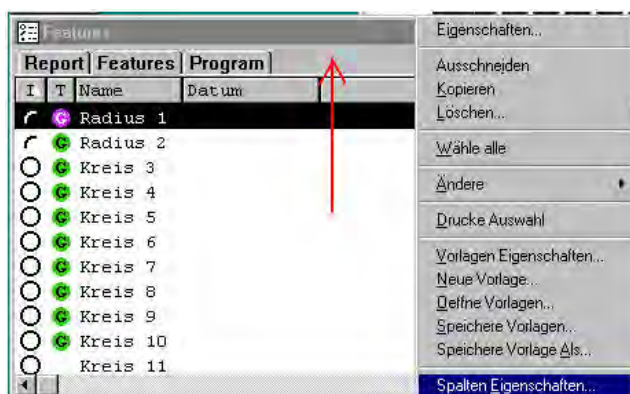 Features
Report Features Program
I T Name Datum
G Radius 1
G Radius 2
G Kreis 3
G Kreis 4
G Kreis 5
G Kreis 6
G Kreis 7
G Kreis 8
G Kreis 9
G Kreis 10
Kreis 11
Eigenschaften...
Ausschneiden
Kopieren
Löschen...
Wähle alle
Ändere
Drucke Auswahl
Vorlagen Eigenschaften...
Neue Vorlage...
Oeffne Vorlagen...
Speichere Vorlagen...
Speichere Vorlage Als...
Spalten Eigenschaften...